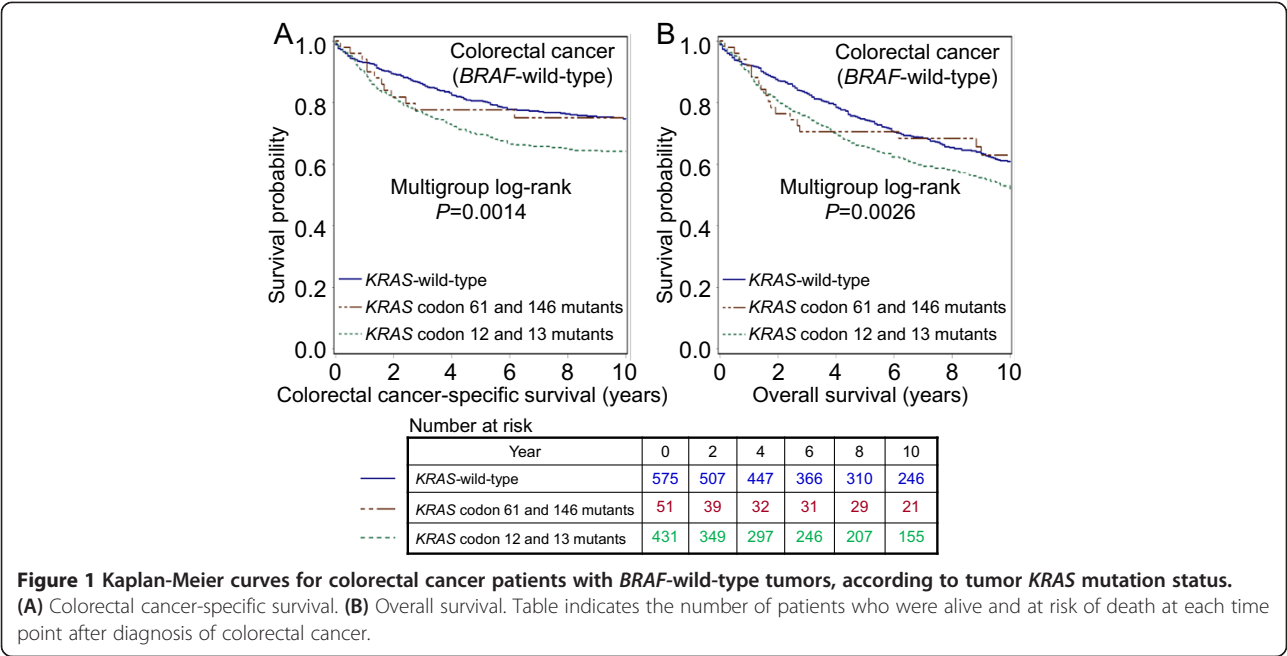 A
1.0
0.8
0.6
0.4
0.2
0.0
Survival probability
Colorectal cancer
(BRAF-wild-type)
Multigroup log-rank
P=0.0014
KRAS-wild-type
KRAS codon 61 and 146 mutants
KRAS codon 12 and 13 mutants
0 2 4 6 8 10
Colorectal cancer-specific survival (years)
B
1.0
0.8
0.6
0.4
0.2
0.0
Survival probability
Colorectal cancer
(BRAF-wild-type)
Multigroup log-rank
P=0.0026
KRAS-wild-type
KRAS codon 61 and 146 mutants
KRAS codon 12 and 13 mutants
0 2 4 6 8 10
Overall survival (years)
Number at risk
Year 0 2 4 6 8 10
KRAS-wild-type 575 507 447 366 310 246
KRAS codon 61 and 146 mutants 51 39 32 31 29 21
KRAS codon 12 and 13 mutants 431 349 297 246 207 155
Figure 1 Kaplan-Meier curves for colorectal cancer patients with BRAF-wild-type tumors, according to tumor KRAS mutation status.
(A) Colorectal cancer-specific survival. (B) Overall survival. Table indicates the number of patients who were alive and at risk of death at each time
point after diagnosis of colorectal cancer.